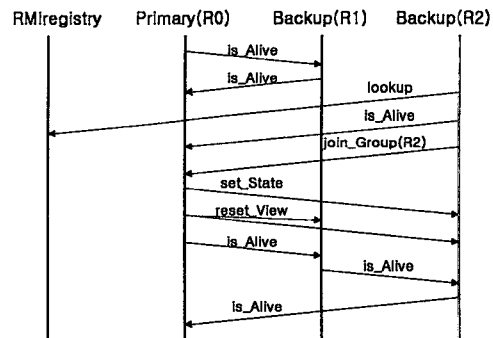 RMIregistry Primary(R0) Backup(R1) Backup(R2)
is_Alive
is_Alive
lookup
is_Alive
join_Group(R2)
set_State
reset_View
is_Alive
is_Alive
is_Alive